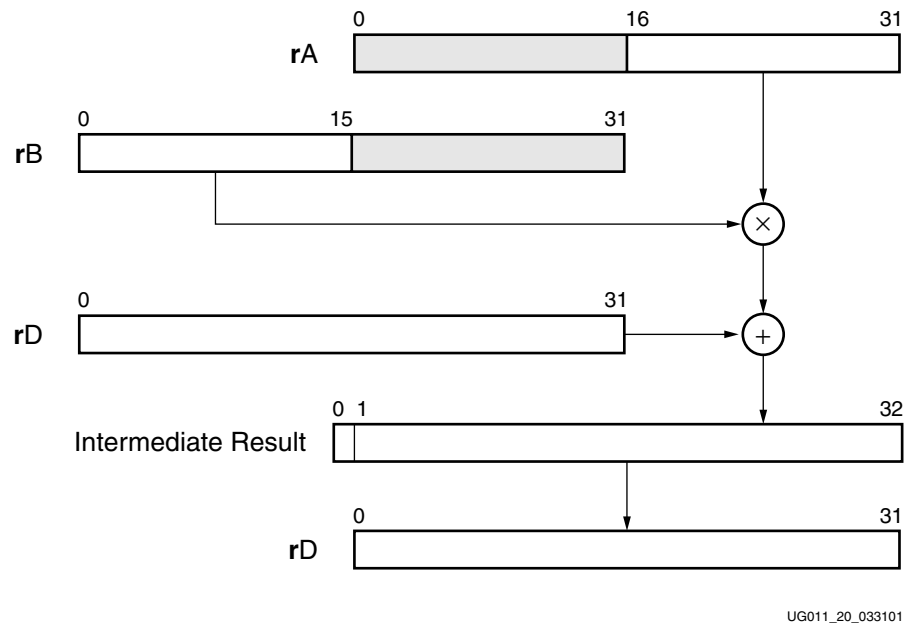 0 16 31
rA
0 15 31
rB
×
0 31
rD
+
0 1 32
Intermediate Result
0 31
rD
UG011_20_033101